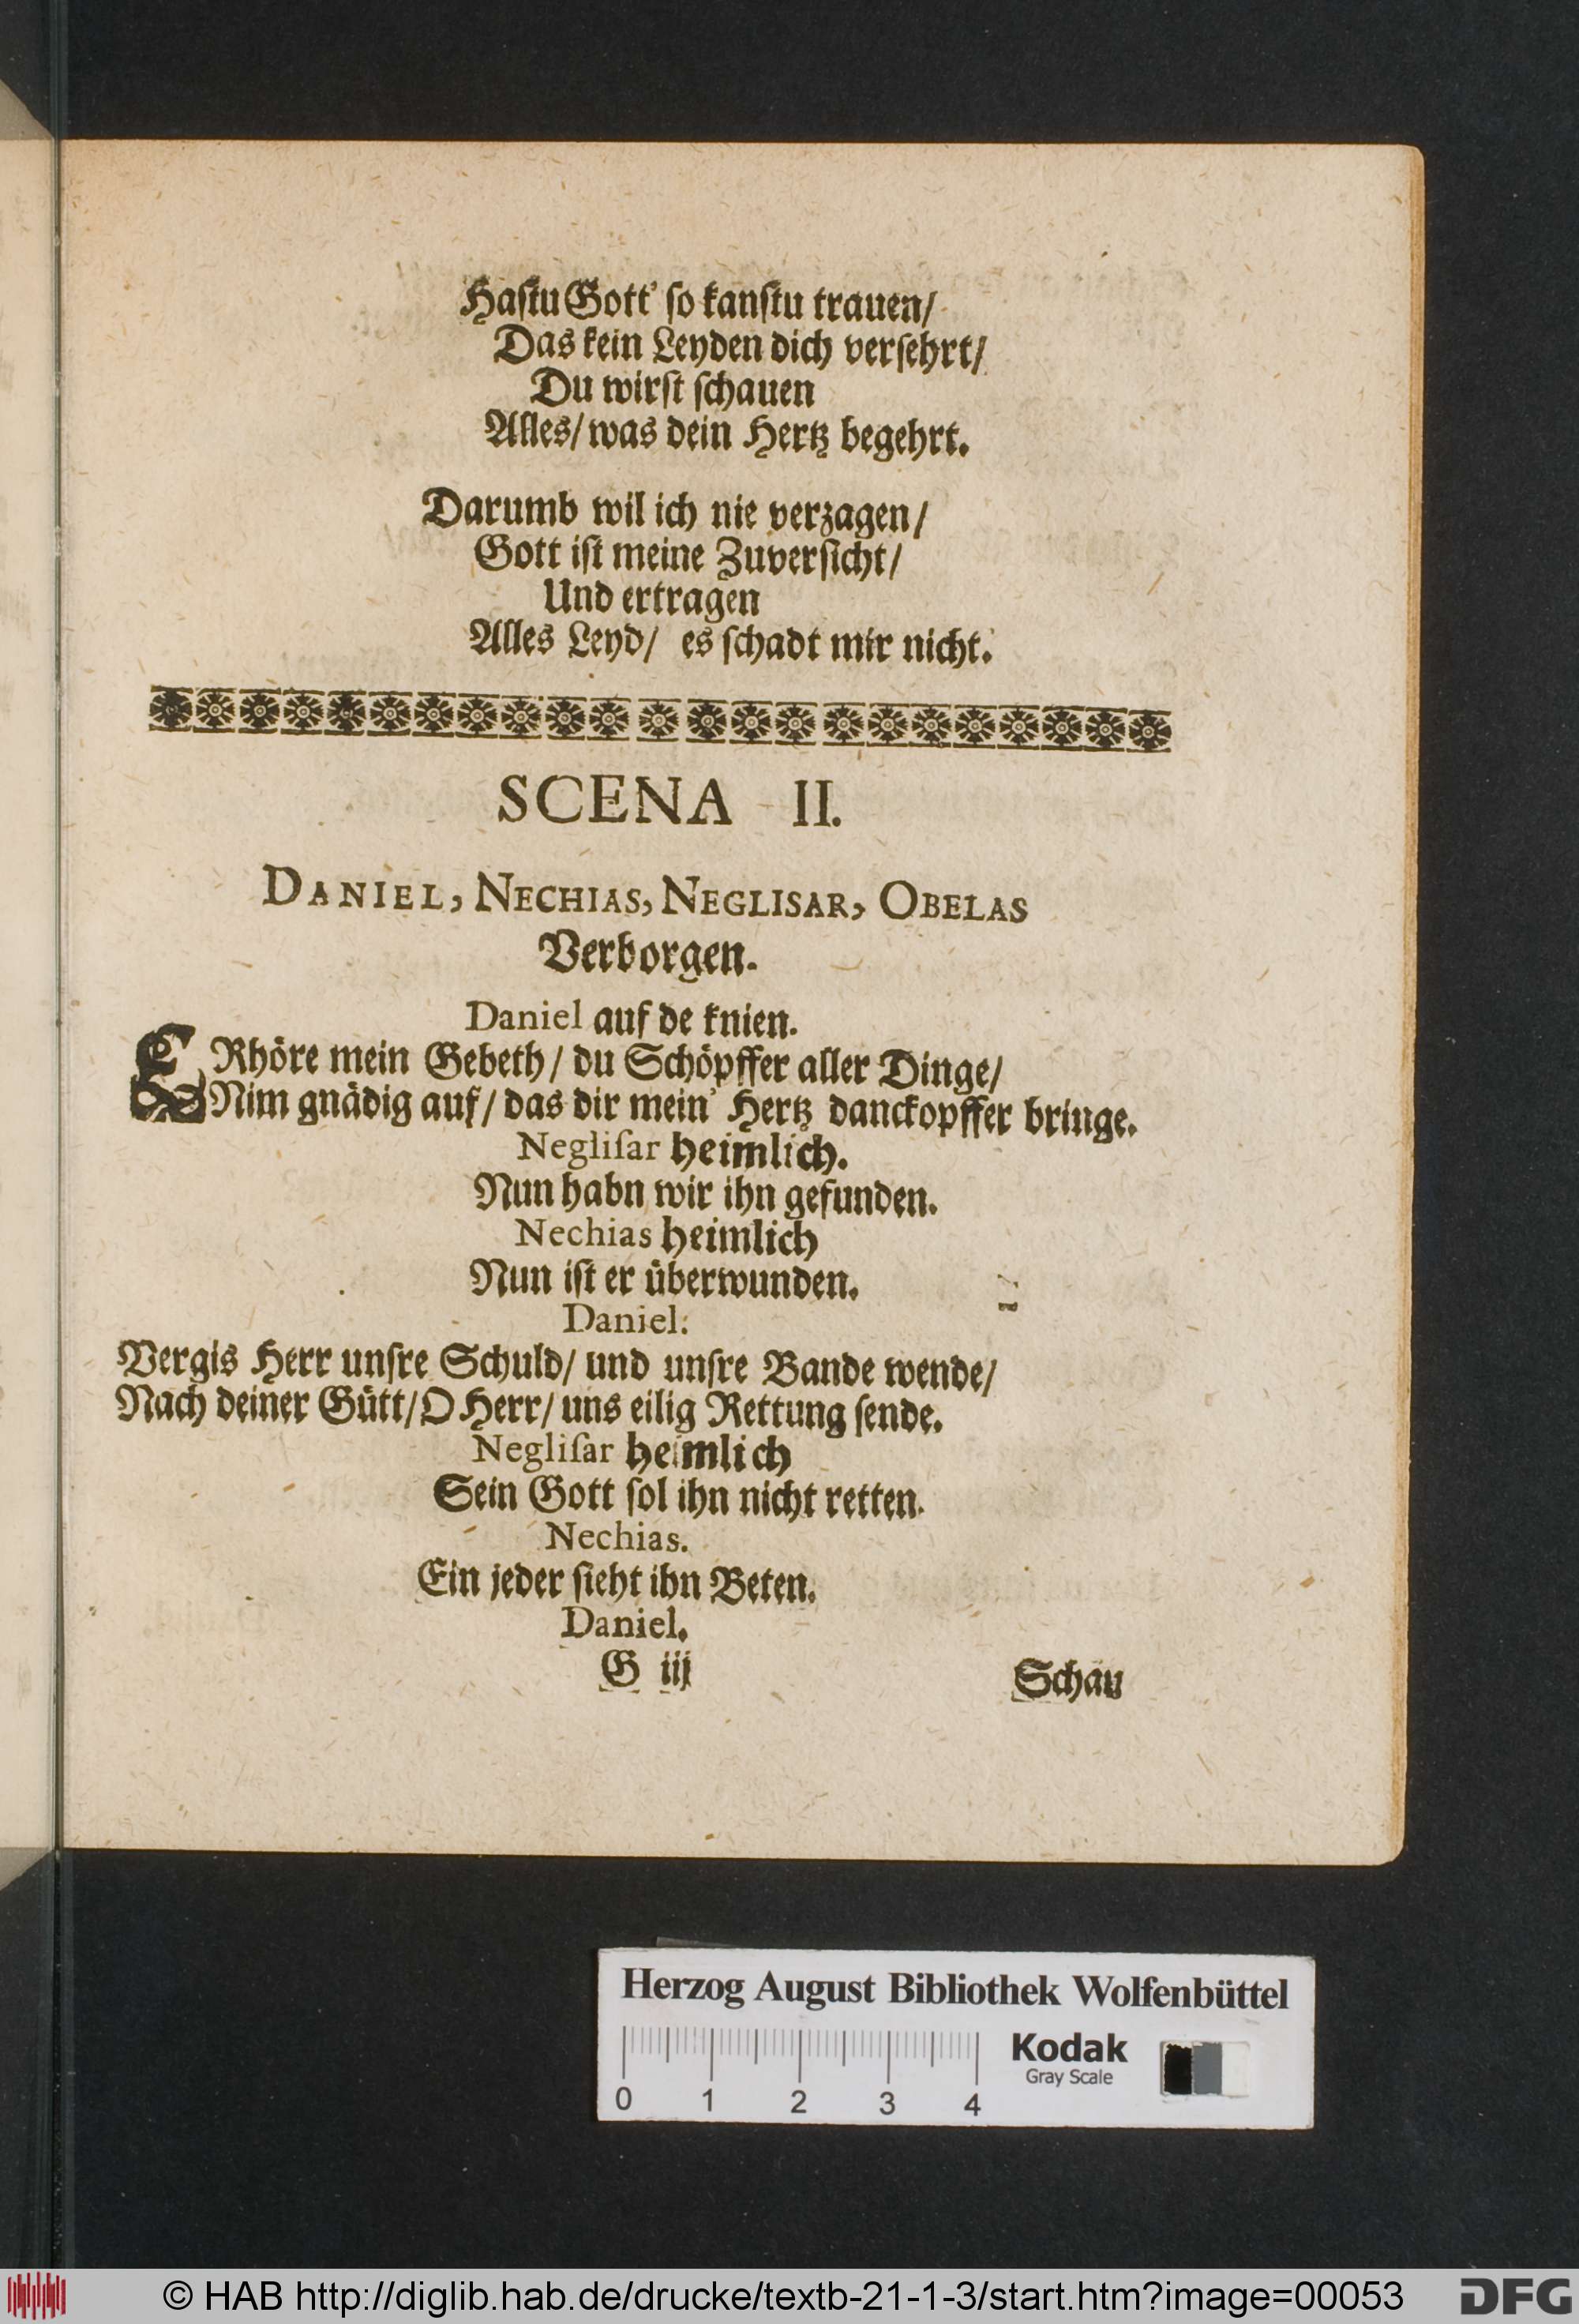 Haſtu Gott' ſo kanſtu trauen/
Das kein Leyden dich verſehrt/
Du wirſt ſchauen
Alles/ was dein Hertz begehrt.
Darumb wil ich nie verzagen/
Gott iſt meine Zuverſicht/
Und ertragen
Alles Leyd/ es ſchadt mir nicht.
SCENA II.
DANIEL, NECHIAS, NEGLISAR, OBELAS
Verborgen.
Daniel auf de knien.
ERhöre mein Gebeth/ du Schöpffer aller Dinge/
Nim gnädig auf/ das dir mein' Hertz danckopffer bringe.
Negliſar heimlich.
Nun habn wir ihn gefunden.
Nechias heimlich
Nun iſt er überwunden.
Daniel.
Vergis Herr unſre Schuld/ und unſre Bande wende/
Nach deiner Gütt/ O Herr/ uns eilig Rettung ſende.
Negliſar heimlich
Sein Gott ſol ihn nicht retten.
Nechias.
Ein jeder ſieht ihn Beten.
Daniel.
G iij
Schau
Herzog August Bibliothek Wolfenbüttel
Kodak
Gray Scale
0 1 2 3 4
© HAB http://diglib.hab.de/drucke/textb-21-1-3/start.htm?image=00053
DFG